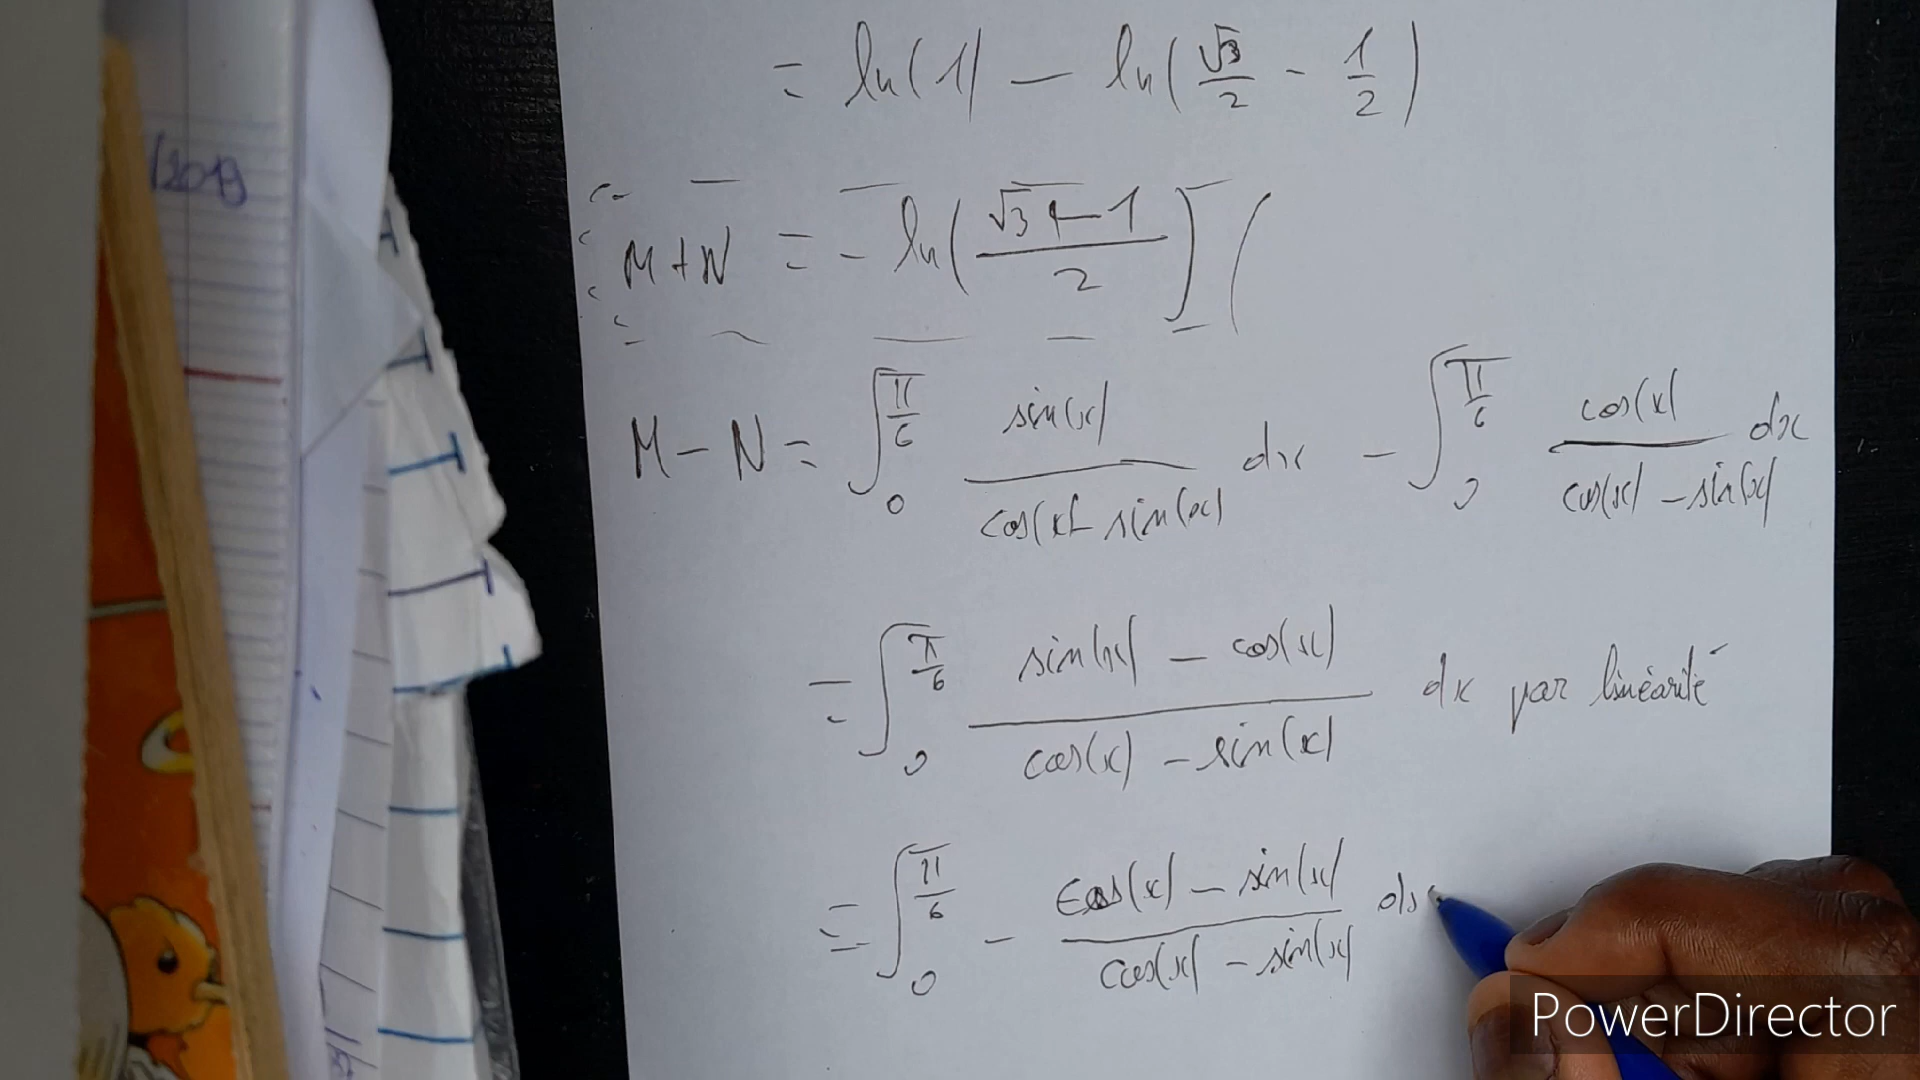 = ln(1) - ln(√3/2 - 1/2)
M+N = - ln((√3 - 1)/2)
M - N = ∫₀^(π/6) sin(x)/(cos(x) - sin(x)) dx - ∫₀^(π/6) cos(x)/(cos(x) - sin(x)) dx
= ∫₀^(π/6) (sin(x) - cos(x))/(cos(x) - sin(x)) dx par linéarité
= ∫₀^(π/6) - (cos(x) - sin(x))/(cos(x) - sin(x)) dx
PowerDirector